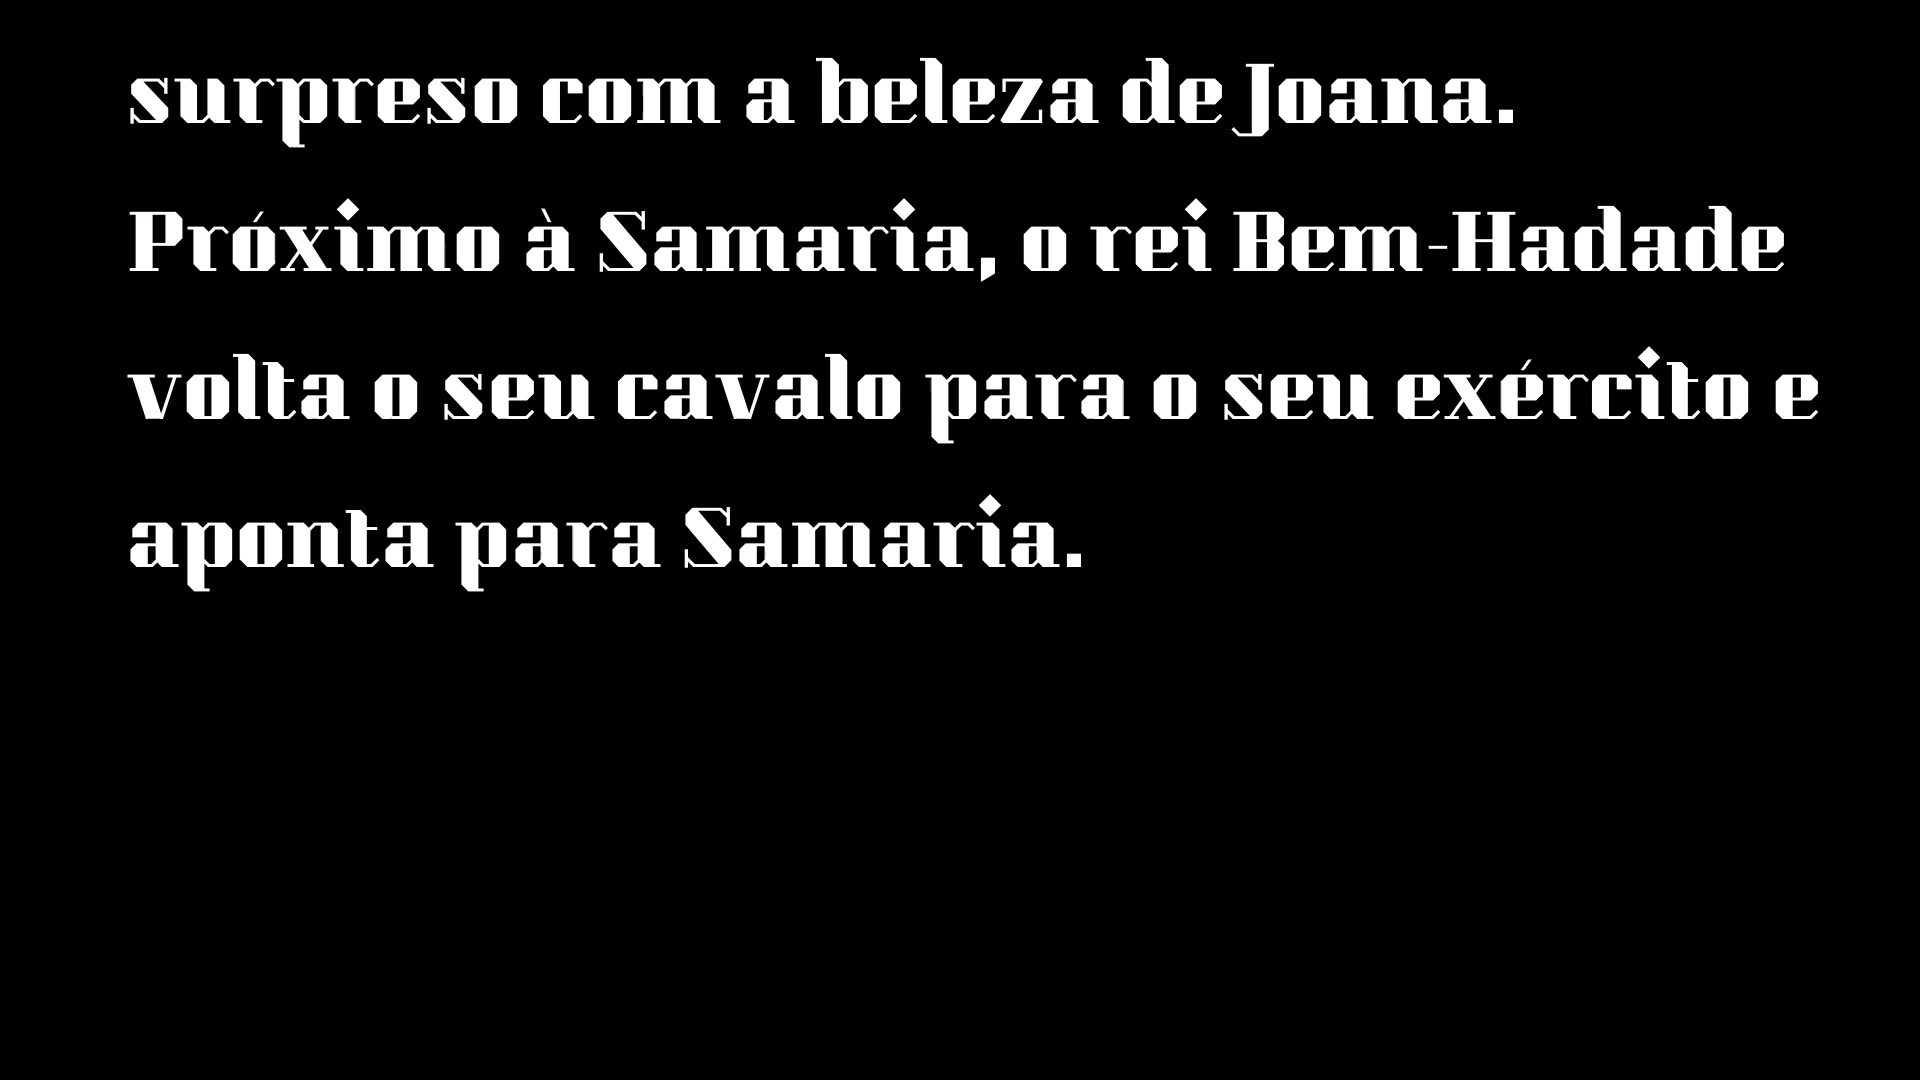 surpreso com a beleza de Joana.
Próximo à Samaria, o rei Bem-Hadade
volta o seu cavalo para o seu exército e
aponta para Samaria.